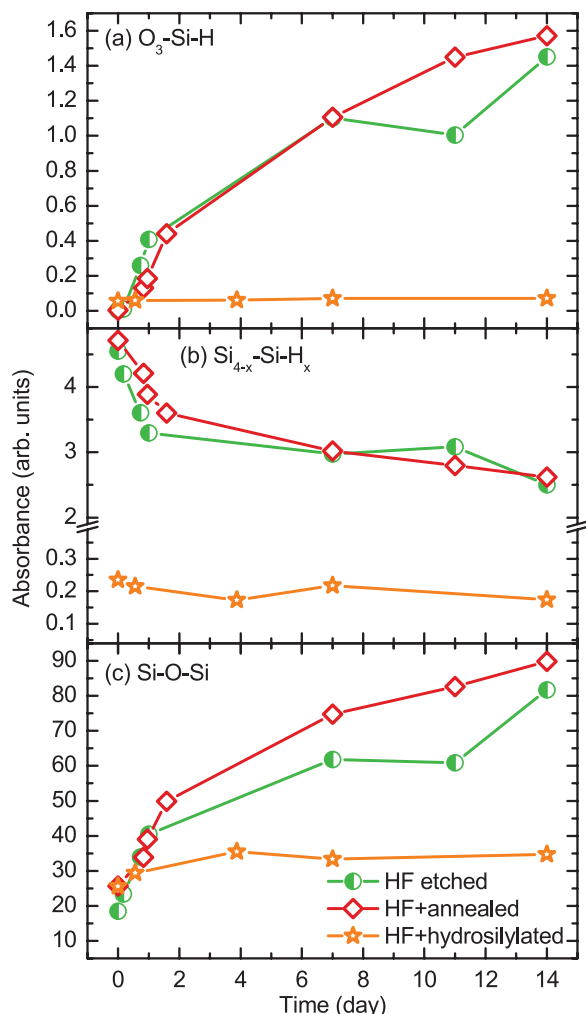 (a) O3-Si-H
1.6
1.4
1.2
1.0
0.8
0.6
0.4
0.2
0.0
(b) Si4-x-Si-Hx
4
3
2
0.3
0.2
0.1
Absorbance (arb. units)
(c) Si-O-Si
90
80
70
60
50
40
30
20
10
HF etched
HF+annealed
HF+hydrosilylated
0 2 4 6 8 10 12 14
Time (day)